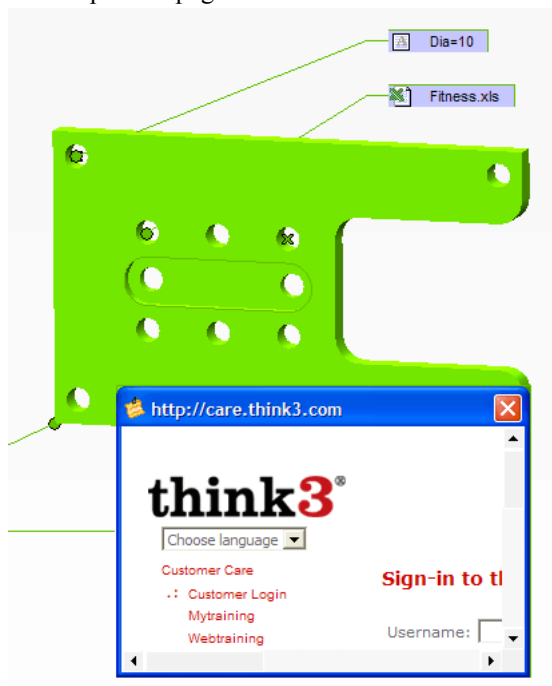 Dia=10
Fitness.xls
http://care.think3.com
think3®
Choose language
Customer Care
.: Customer Login
Mytraining
Webtraining
Sign-in to
Username: